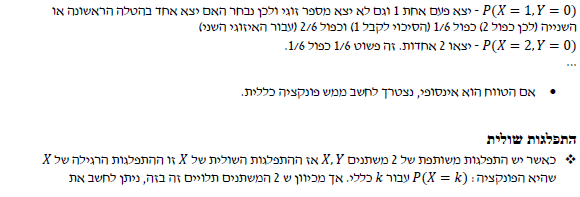 P(X = 1, Y = 0) - יצא פעם אחת 1 וגם לא יצא מספר זוגי ולכן נבחר האם יצא אחד בהטלה הראשונה או
השנייה (לכן כפול 2) כפול 1/6 (הסיכוי לקבל 1) וכפול 2/6 (עבור האיזוגי השני)
P(X = 2, Y = 0) - יצאו 2 אחדות. זה פשוט 1/6 כפול 1/6.
...
• אם הטווח הוא אינסופי, נצטרך לחשב ממש פונקציה כללית.
התפלגות שולית
❖ כאשר יש התפלגות משותפת של 2 משתנים X, Y אז ההתפלגות השולית של X זו ההתפלגות הרגילה של X
שהיא הפונקציה: P(X = k) עבור k כללי. אך מכיוון ש 2 המשתנים תלויים זה בזה, ניתן לחשב את